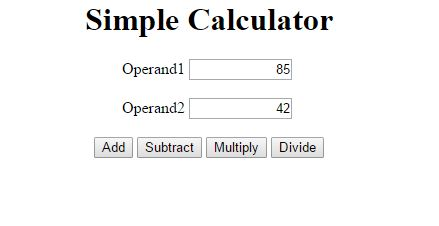 Simple Calculator
Operand1 85
Operand2 42
Add Subtract Multiply Divide